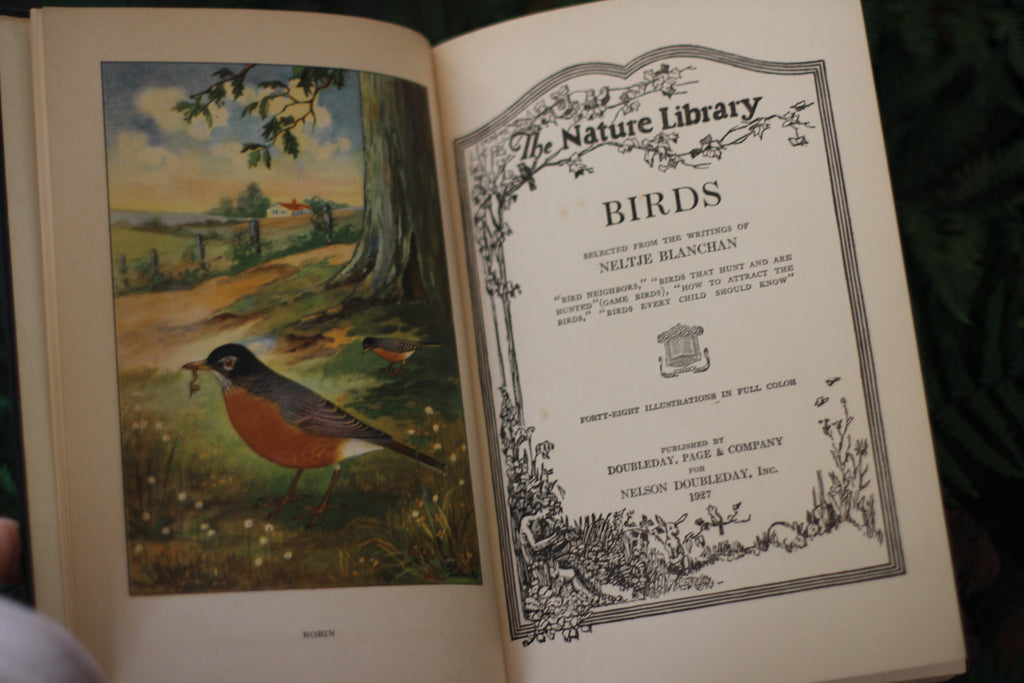 ROBIN
The Nature Library
BIRDS
SELECTED FROM THE WRITINGS OF
NELTJE BLANCHAN
"BIRD NEIGHBORS," "BIRDS THAT HUNT AND ARE
HUNTED" (GAME BIRDS), "HOW TO ATTRACT THE
BIRDS," "BIRDS EVERY CHILD SHOULD KNOW"
FORTY-EIGHT ILLUSTRATIONS IN FULL COLOR
PUBLISHED BY
DOUBLEDAY, PAGE & COMPANY
FOR
NELSON DOUBLEDAY, Inc.
1927